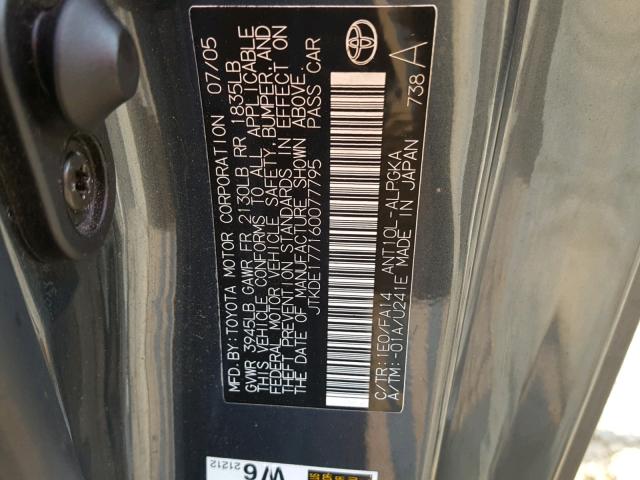 MFD.BY:TOYOTA MOTOR CORPORATION 07/05
GVWR 3945LB GAWR FR 2130LB RR 1835LB
THIS VEHICLE CONFORMS TO ALL APPLICABLE
FEDERAL MOTOR VEHICLE SAFETY, BUMPER, AND
THEFT PREVENTION STANDARDS IN EFFECT ON
THE DATE OF MANUFACTURE SHOWN ABOVE.
JTKDE177160077795 PASS CAR
C/TR:1E0/FA14 ANT10L-ALPGKA 738 A
A/TM:-01A/U241E MADE IN JAPAN
21212